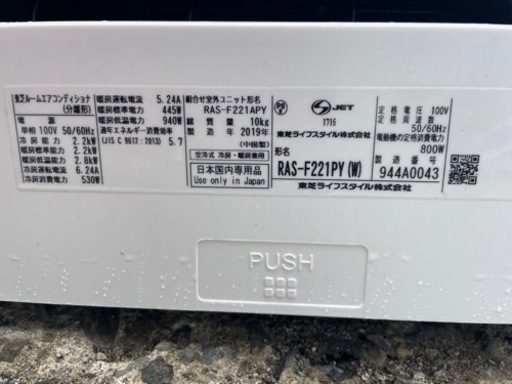 東芝ルームエアコンディショナ
(分離形)
電源
単相 100V 50/60Hz
冷房能力 2.2kW
暖房標準能力 2.2kW
暖房低温能力 2.8kW
冷房運転電流 6.24A
冷房消費電力 530W
暖房運転電流 5.24A
暖房消費電力 445W
暖房低温電力 940W
通年エネルギー消費効率
(JIS C 9612:2013) 5.7
組合せ室外ユニット形名
RAS-F221APY
質量 10kg
製造年 2019年
(中国製)
空冷式 冷房・暖房用
日本国内専用品
Use only in Japan
JET
1716
東芝ライフスタイル株式会社
形名
RAS-F221PY(W)
定格電圧 100V
定格周波数
50/60Hz
電動機の定格消費電力
800W
製造番号
944A0043
東芝ライフスタイル株式会社
PUSH